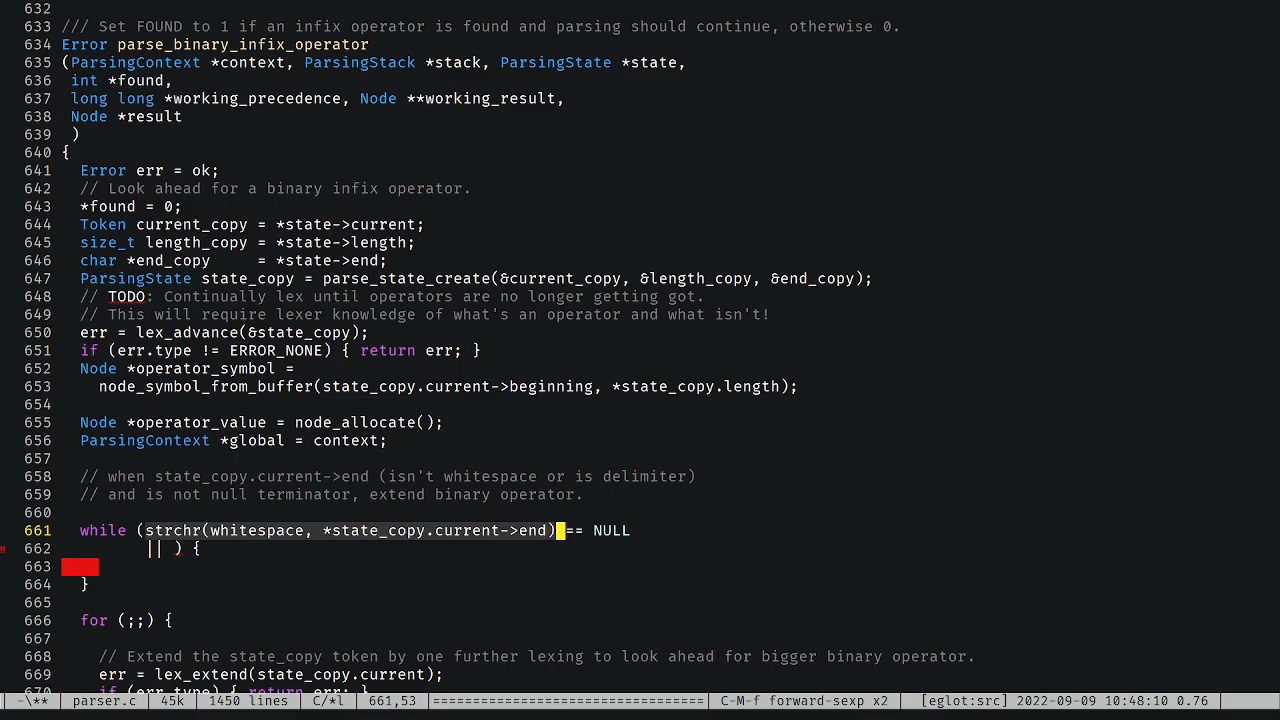 632
633 /// Set FOUND to 1 if an infix operator is found and parsing should continue, otherwise 0.
634 Error parse_binary_infix_operator
635 (ParsingContext *context, ParsingStack *stack, ParsingState *state,
636  int *found,
637  long long *working_precedence, Node **working_result,
638  Node *result
639  )
640 {
641   Error err = ok;
642   // Look ahead for a binary infix operator.
643   *found = 0;
644   Token current_copy = *state->current;
645   size_t length_copy = *state->length;
646   char *end_copy     = *state->end;
647   ParsingState state_copy = parse_state_create(&current_copy, &length_copy, &end_copy);
648   // TODO: Continually lex until operators are no longer getting got.
649   // This will require lexer knowledge of what's an operator and what isn't!
650   err = lex_advance(&state_copy);
651   if (err.type != ERROR_NONE) { return err; }
652   Node *operator_symbol =
653     node_symbol_from_buffer(state_copy.current->beginning, *state_copy.length);
654
655   Node *operator_value = node_allocate();
656   ParsingContext *global = context;
657
658   // when state_copy.current->end (isn't whitespace or is delimiter)
659   // and is not null terminator, extend binary operator.
660
661   while (strchr(whitespace, *state_copy.current->end) == NULL
662          || ) {
663
664   }
665
666   for (;;) {
667
668     // Extend the state_copy token by one further lexing to look ahead for bigger binary operator.
669     err = lex_extend(state_copy.current);
670     if (err.type) { return err; }
-\** parser.c 45k 1450 lines C/*l 661,53 ============================= C-M-f forward-sexp x2 [eglot:src] 2022-09-09 10:48:10 0.76